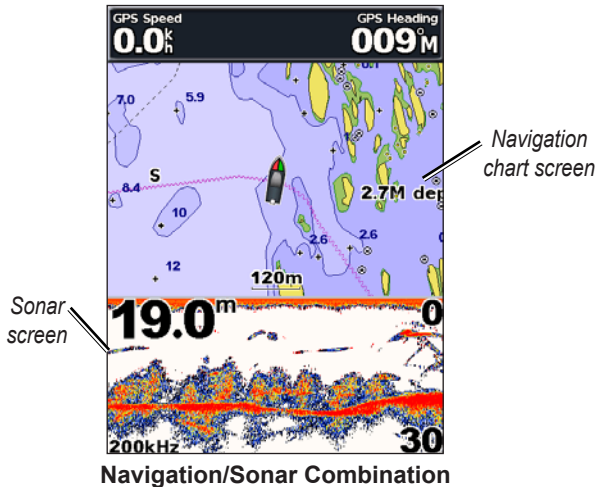 GPS Speed
0.0kh
GPS Heading
009°M
7.0
5.9
8.4
S
10
12
2.7M dep
2.6
2.6
120m
Navigation
chart screen
Sonar
screen
19.0m
0
200kHz
30
Navigation/Sonar Combination